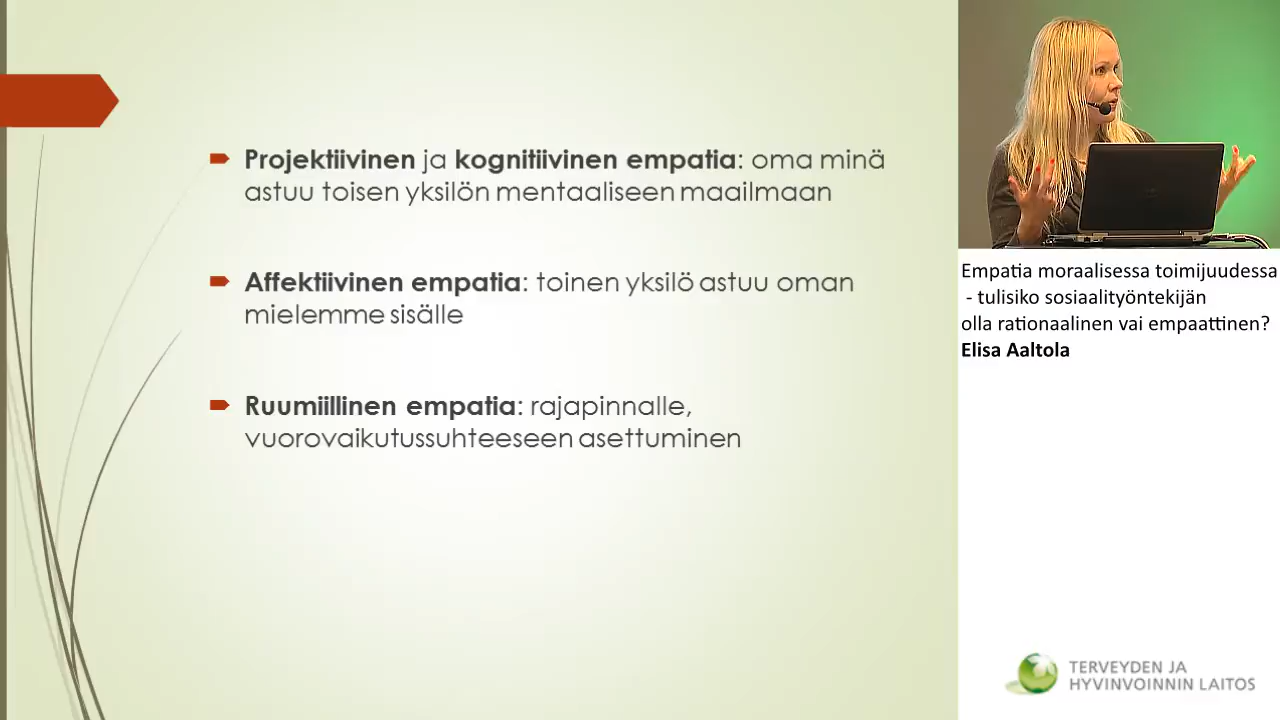 Projektiivinen ja kognitiivinen empatia: oma minä
astuu toisen yksilön mentaaliseen maailmaan
Affektiivinen empatia: toinen yksilö astuu oman
mielemme sisälle
Ruumiillinen empatia: rajapinnalle,
vuorovaikutussuhteeseen asettuminen
Empatia moraalisessa toimijuudessa
- tulisiko sosiaalityöntekijän
olla rationaalinen vai empaattinen?
Elisa Aaltola
TERVEYDEN JA
HYVINVOINNIN LAITOS